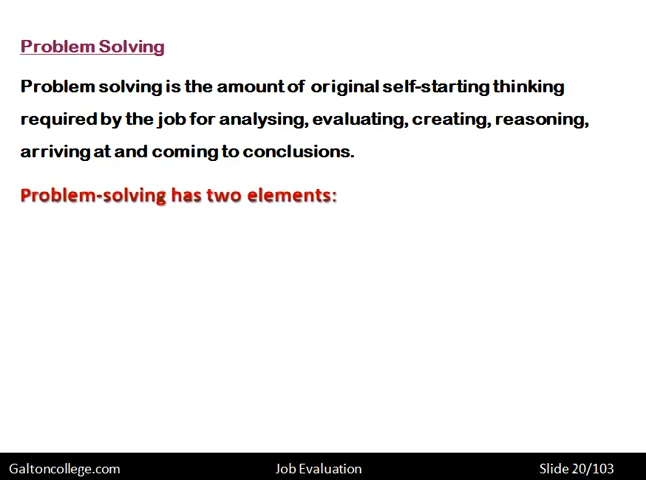 Problem Solving
Problem solving is the amount of original self-starting thinking
required by the job for analysing, evaluating, creating, reasoning,
arriving at and coming to conclusions.
Problem-solving has two elements:
Galtoncollege.com Job Evaluation Slide 20/103